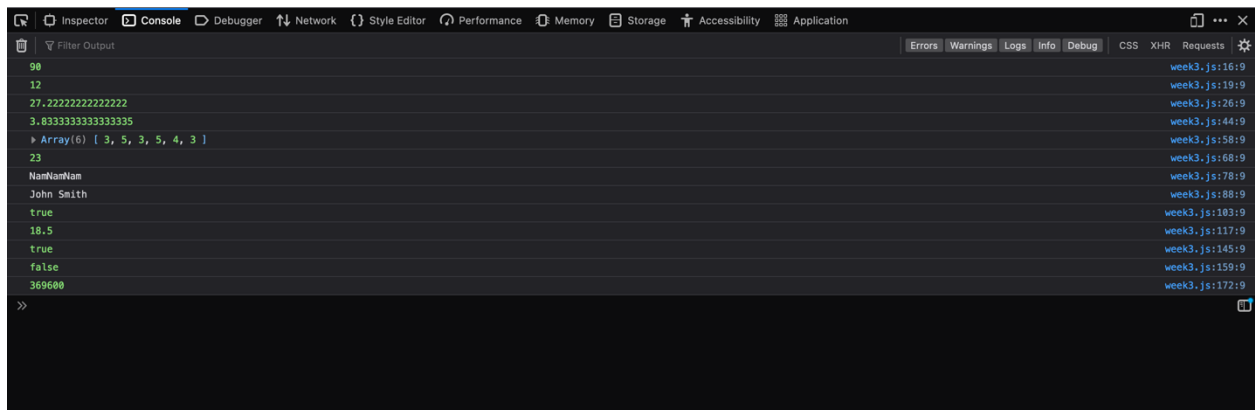 Inspector Console Debugger Network {} Style Editor Performance Memory Storage Accessibility Application
Filter Output Errors Warnings Logs Info Debug CSS XHR Requests
90 week3.js:16:9
12 week3.js:19:9
27.22222222222222 week3.js:26:9
3.8333333333333335 week3.js:44:9
Array(6) [ 3, 5, 3, 5, 4, 3 ] week3.js:58:9
23 week3.js:68:9
NamNamNam week3.js:78:9
John Smith week3.js:88:9
true week3.js:103:9
18.5 week3.js:117:9
true week3.js:145:9
false week3.js:159:9
369600 week3.js:172:9